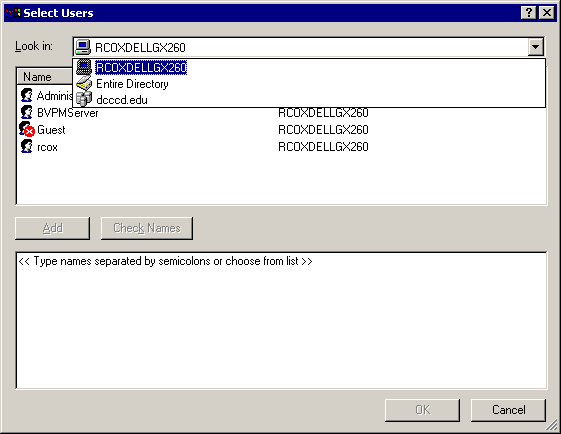 Select Users
Look in: RCOXDELLGX260
RCOXDELLGX260
Entire Directory
dcccd.edu
Name
Adminis
BVPMServer RCOXDELLGX260
Guest RCOXDELLGX260
rcox RCOXDELLGX260
Add Check Names
<< Type names separated by semicolons or choose from list >>
OK Cancel